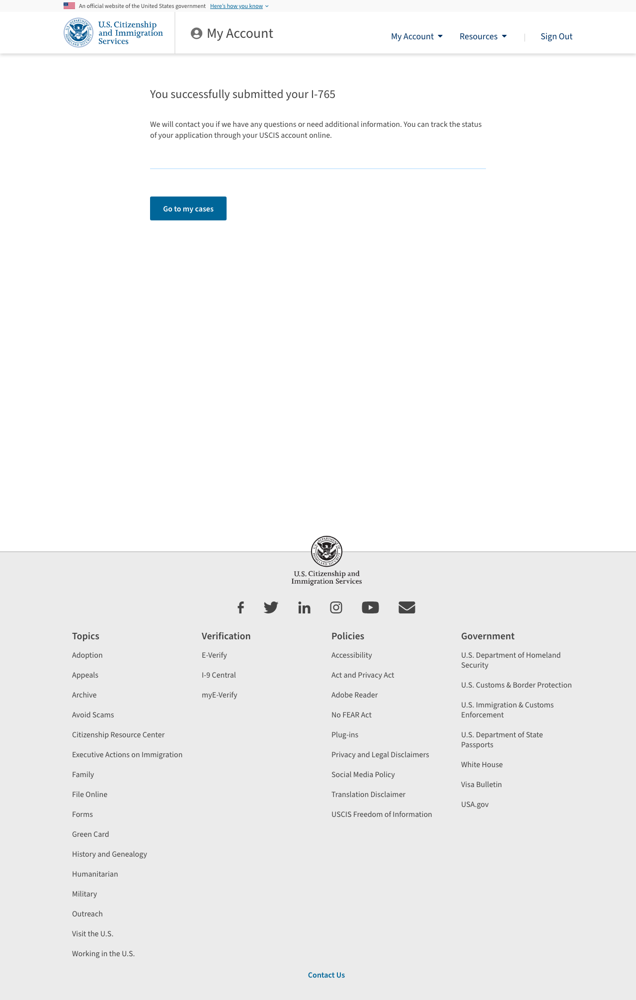 An official website of the United States government Here's how you know
U.S. Citizenship
and Immigration
Services
My Account
My Account
Resources
Sign Out
You successfully submitted your I-765
We will contact you if we have any questions or need additional information. You can track the status
of your application through your USCIS account online.
Go to my cases
U.S. Citizenship and
Immigration Services
Topics
Adoption
Appeals
Archive
Avoid Scams
Citizenship Resource Center
Executive Actions on Immigration
Family
File Online
Forms
Green Card
History and Genealogy
Humanitarian
Military
Outreach
Visit the U.S.
Working in the U.S.
Verification
E-Verify
I-9 Central
myE-Verify
Policies
Accessibility
Act and Privacy Act
Adobe Reader
No FEAR Act
Plug-ins
Privacy and Legal Disclaimers
Social Media Policy
Translation Disclaimer
USCIS Freedom of Information
Government
U.S. Department of Homeland
Security
U.S. Customs & Border Protection
U.S. Immigration & Customs
Enforcement
U.S. Department of State
Passports
White House
Visa Bulletin
USA.gov
Contact Us